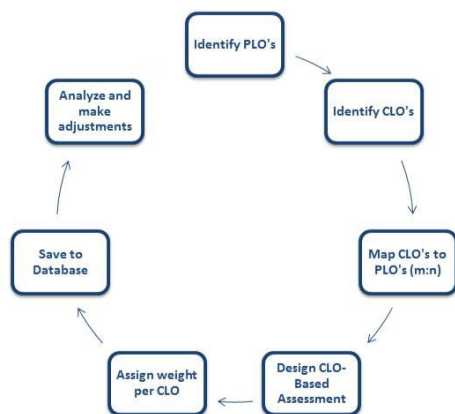 Identify PLO's
Identify CLO's
Map CLO's to
PLO's (m:n)
Design CLO-
Based
Assessment
Assign weight
per CLO
Save to
Database
Analyze and
make
adjustments